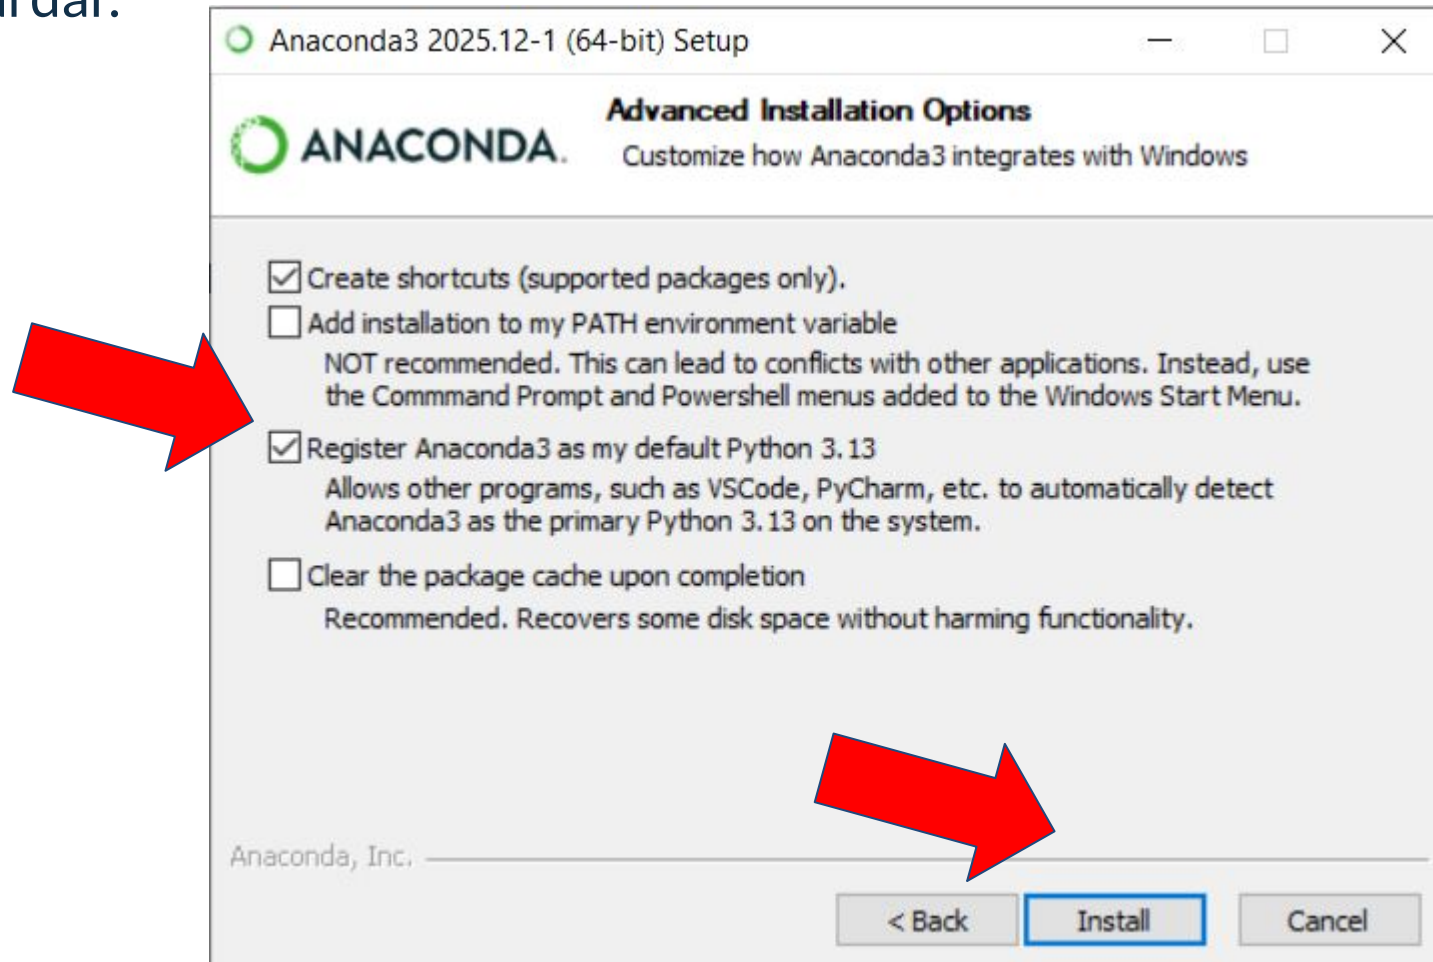 Anaconda3 2025.12-1 (64-bit) Setup
ANACONDA.
Advanced Installation Options
Customize how Anaconda3 integrates with Windows
Create shortcuts (supported packages only).
Add installation to my PATH environment variable
NOT recommended. This can lead to conflicts with other applications. Instead, use
the Commmand Prompt and Powershell menus added to the Windows Start Menu.
Register Anaconda3 as my default Python 3.13
Allows other programs, such as VSCode, PyCharm, etc. to automatically detect
Anaconda3 as the primary Python 3.13 on the system.
Clear the package cache upon completion
Recommended. Recovers some disk space without harming functionality.
Anaconda, Inc.
< Back
Install
Cancel